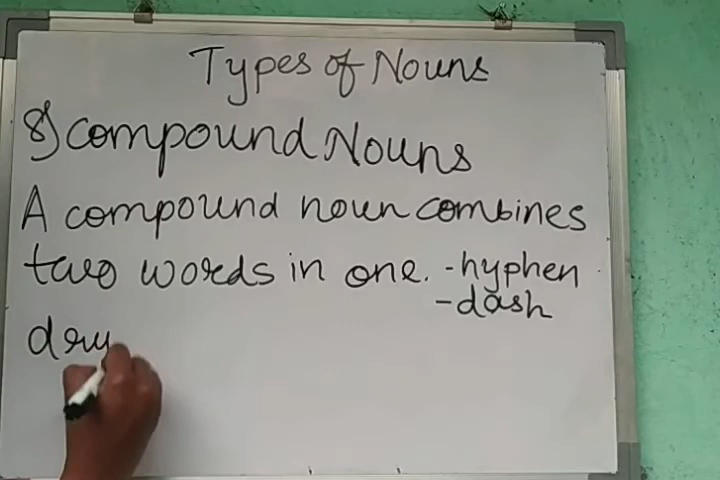 Types of Nouns
8) Compound Nouns
A compound noun combines
two words in one. -hyphen
-dash